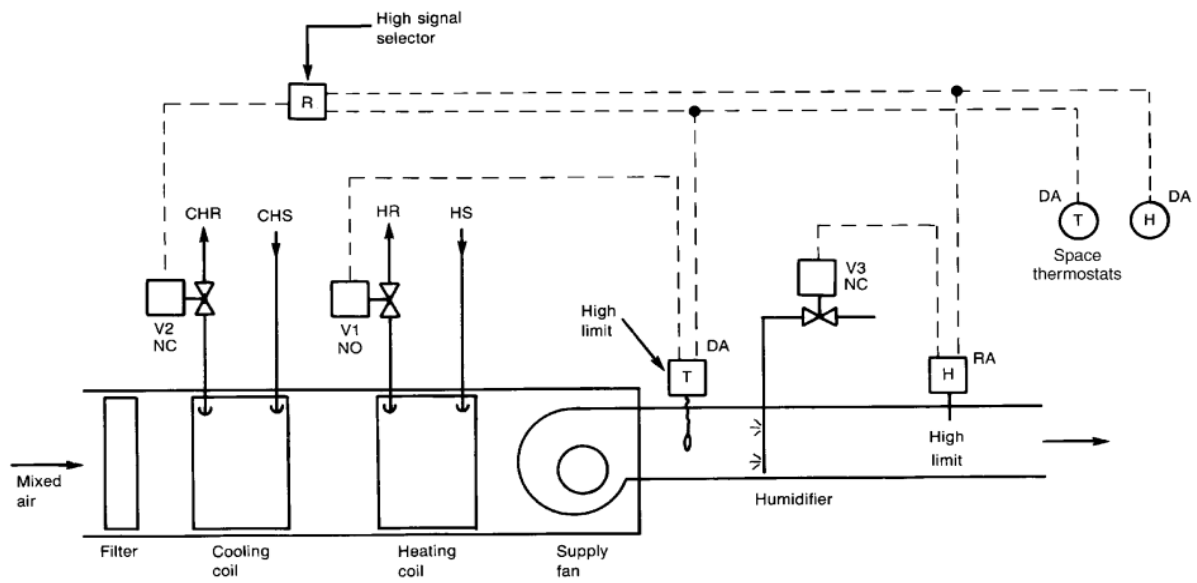 High signal
selector
R
CHR
CHS
HR
HS
DA
T
DA
H
Space
thermostats
V2
NC
V1
NO
V3
NC
High
limit
DA
T
RA
H
High
limit
Mixed
air
Humidifier
Filter
Cooling
coil
Heating
coil
Supply
fan